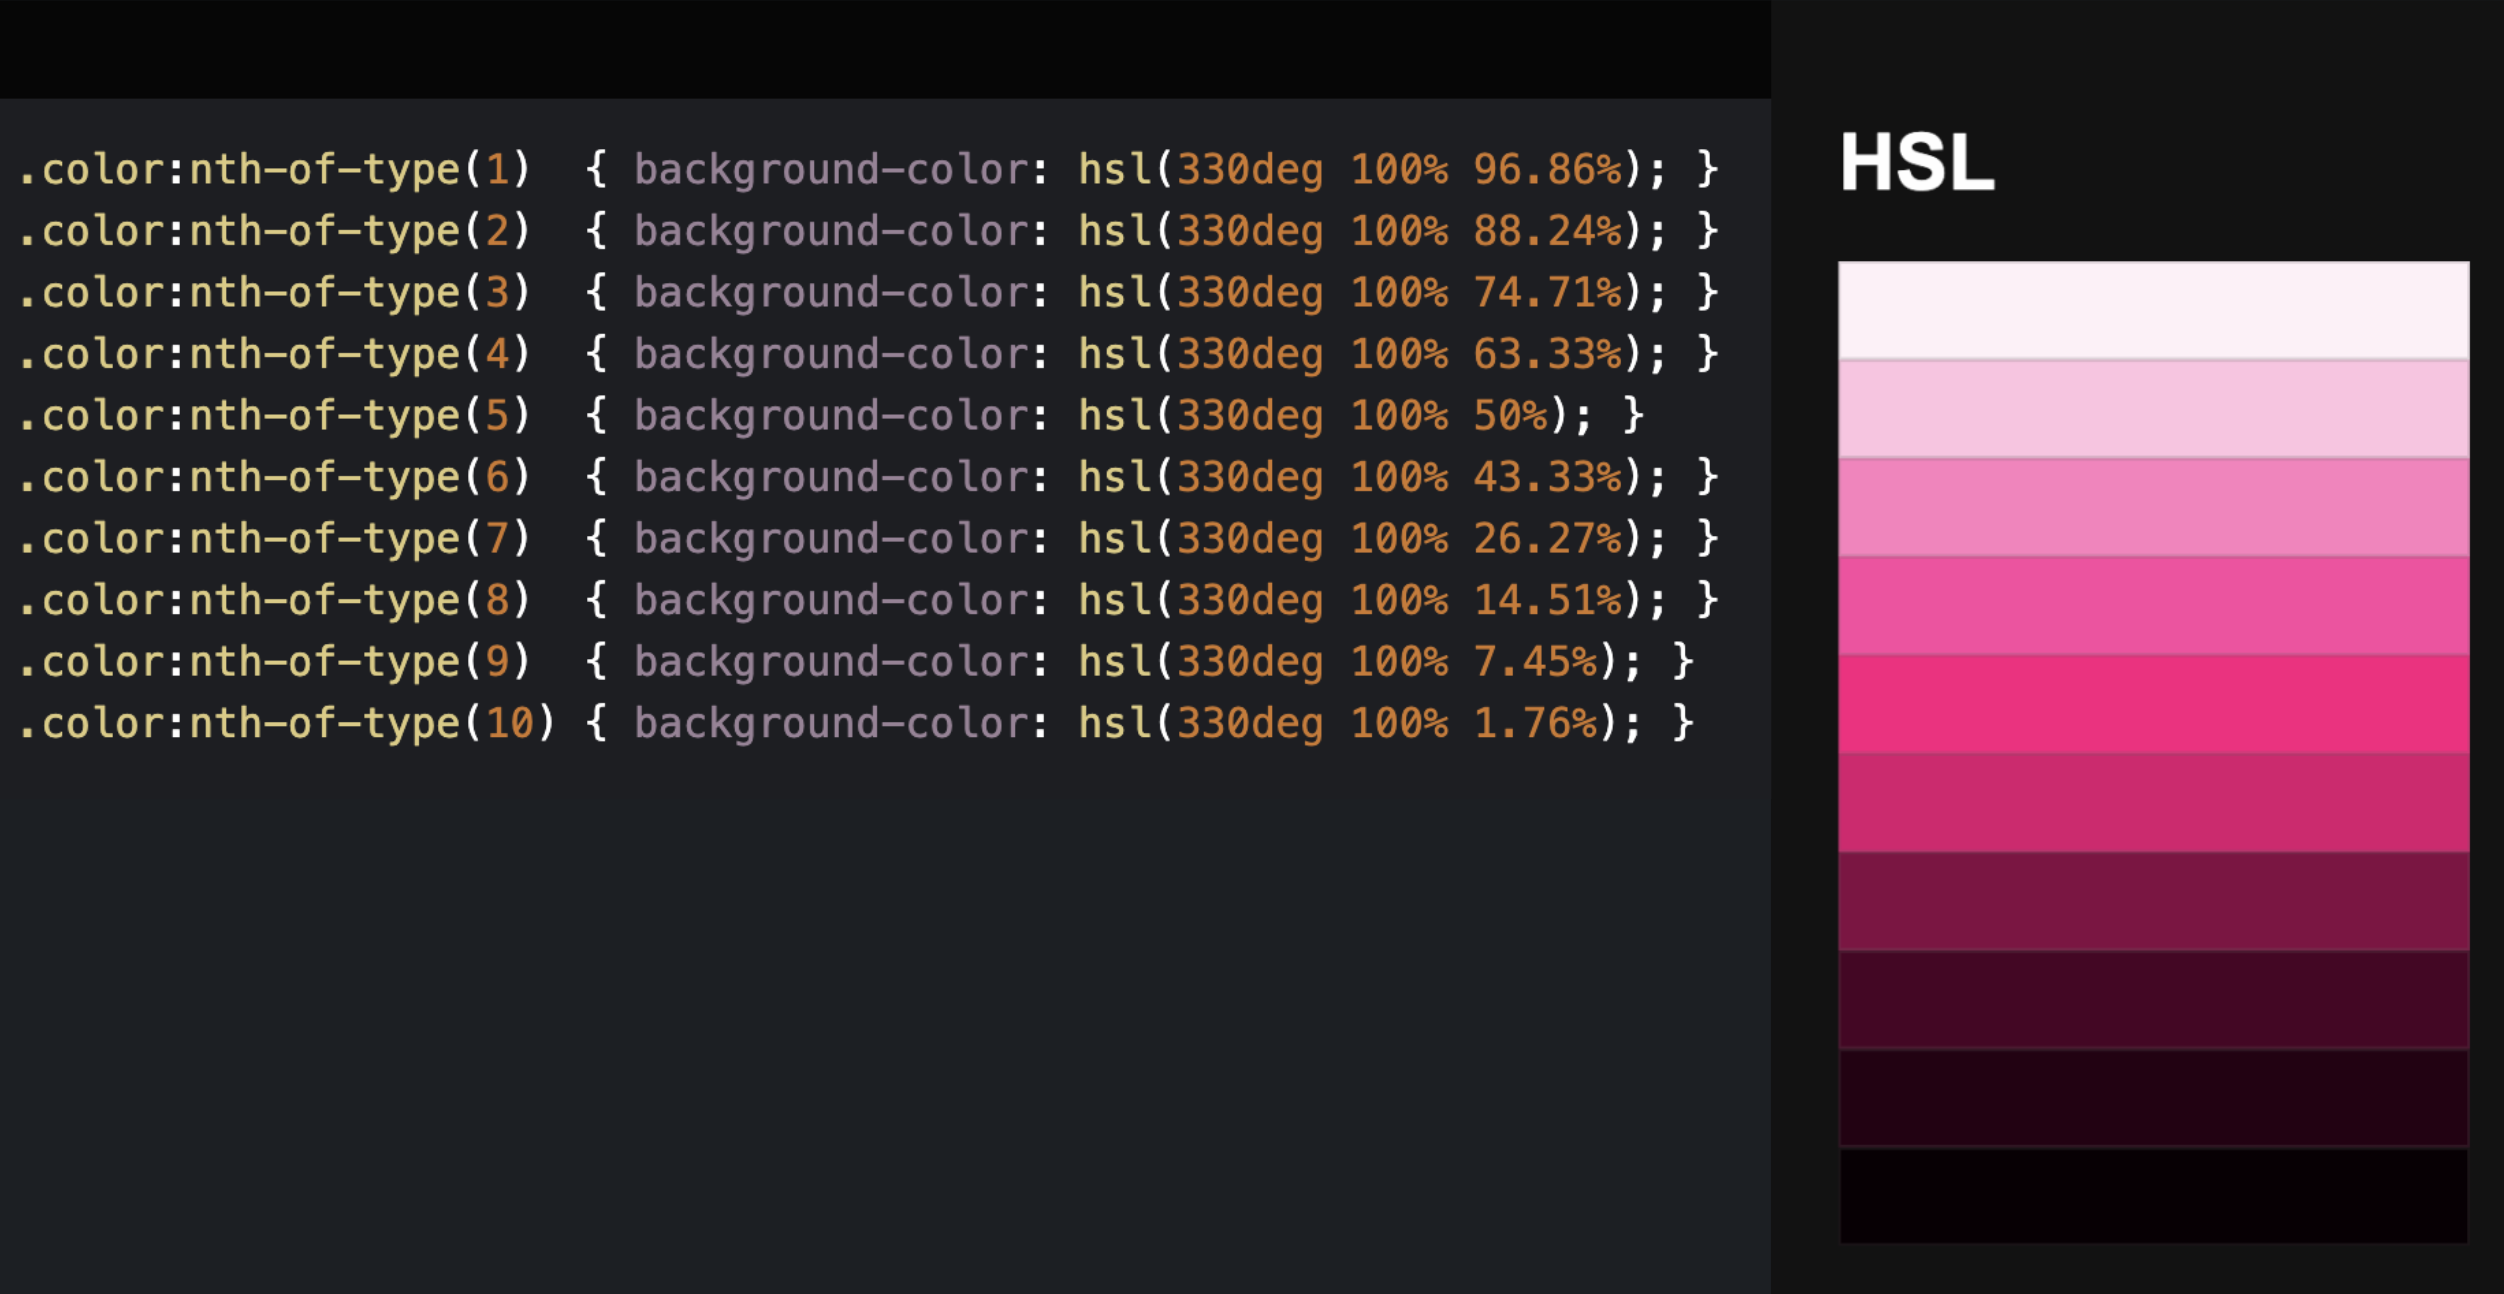 .color:nth-of-type(1)  { background-color: hsl(330deg 100% 96.86%); }
.color:nth-of-type(2)  { background-color: hsl(330deg 100% 88.24%); }
.color:nth-of-type(3)  { background-color: hsl(330deg 100% 74.71%); }
.color:nth-of-type(4)  { background-color: hsl(330deg 100% 63.33%); }
.color:nth-of-type(5)  { background-color: hsl(330deg 100% 50%); }
.color:nth-of-type(6)  { background-color: hsl(330deg 100% 43.33%); }
.color:nth-of-type(7)  { background-color: hsl(330deg 100% 26.27%); }
.color:nth-of-type(8)  { background-color: hsl(330deg 100% 14.51%); }
.color:nth-of-type(9)  { background-color: hsl(330deg 100% 7.45%); }
.color:nth-of-type(10) { background-color: hsl(330deg 100% 1.76%); }
HSL